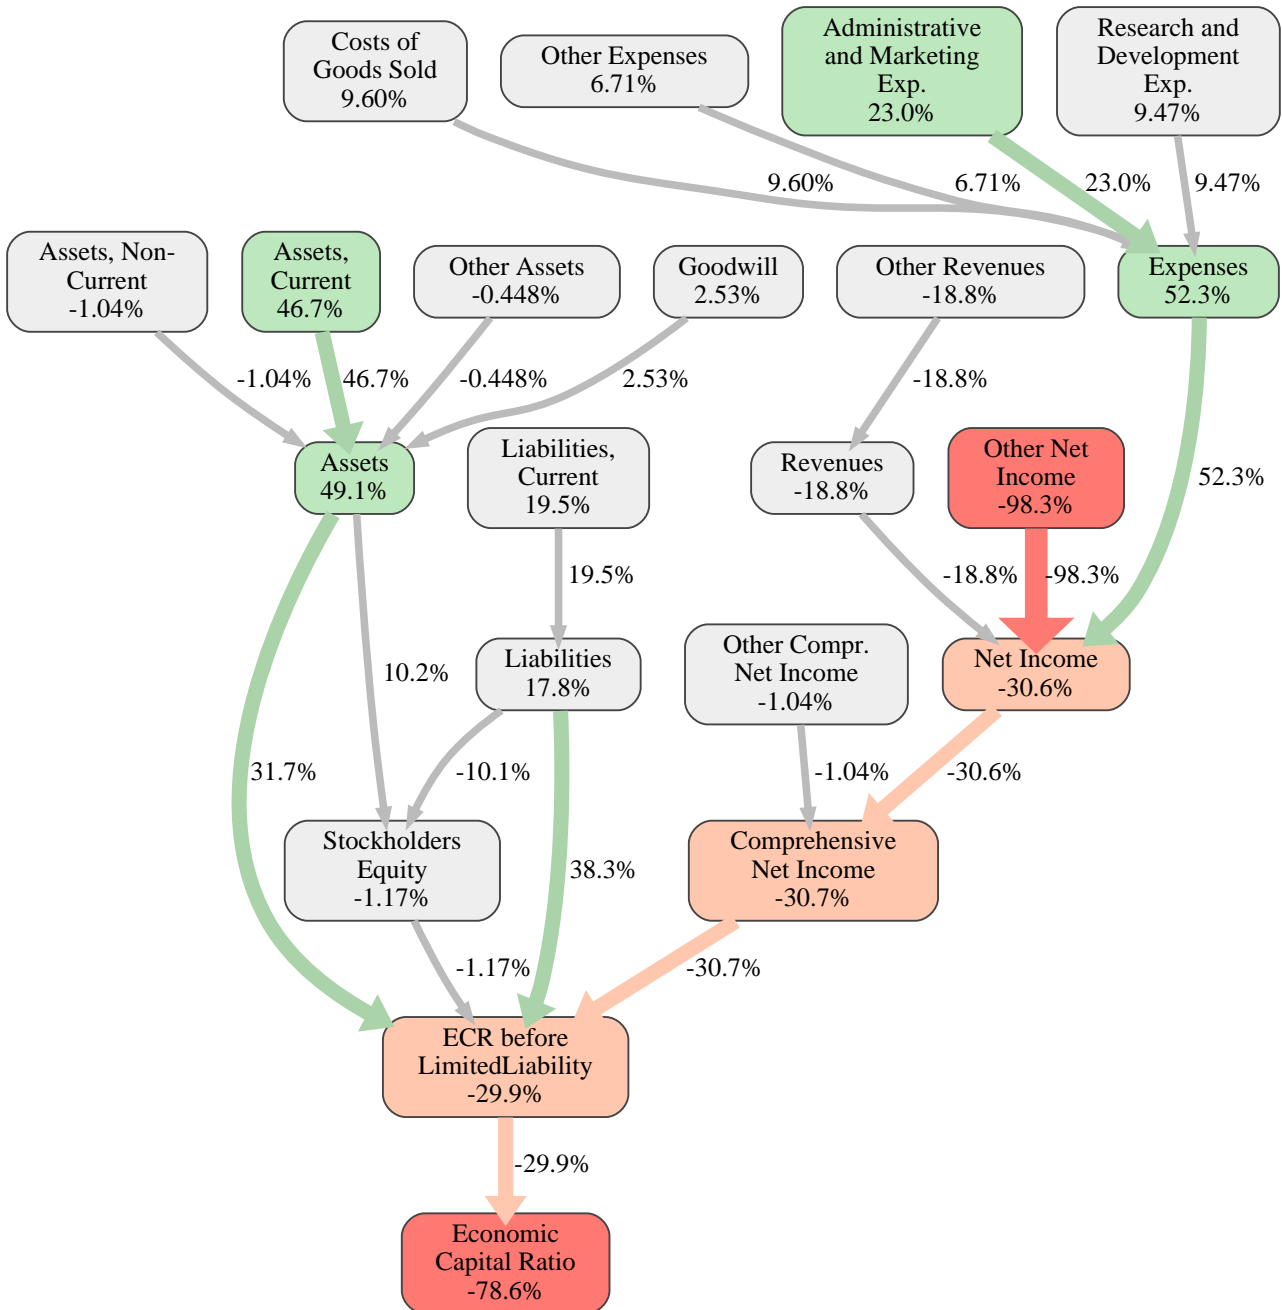 Costs of
Goods Sold
9.60%
Other Expenses
6.71%
Administrative
and Marketing
Exp.
23.0%
Research and
Development
Exp.
9.47%
9.60%
6.71%
23.0%
9.47%
Assets, Non-
Current
-1.04%
Assets,
Current
46.7%
Other Assets
-0.448%
Goodwill
2.53%
Other Revenues
-18.8%
Expenses
52.3%
-1.04%
46.7%
-0.448%
2.53%
-18.8%
52.3%
Assets
49.1%
Liabilities,
Current
19.5%
Revenues
-18.8%
Other Net
Income
-98.3%
19.5%
-18.8%
-98.3%
10.2%
Liabilities
17.8%
Other Compr.
Net Income
-1.04%
Net Income
-30.6%
31.7%
-10.1%
-1.04%
-30.6%
Stockholders
Equity
-1.17%
38.3%
Comprehensive
Net Income
-30.7%
-1.17%
-30.7%
ECR before
LimitedLiability
-29.9%
-29.9%
Economic
Capital Ratio
-78.6%